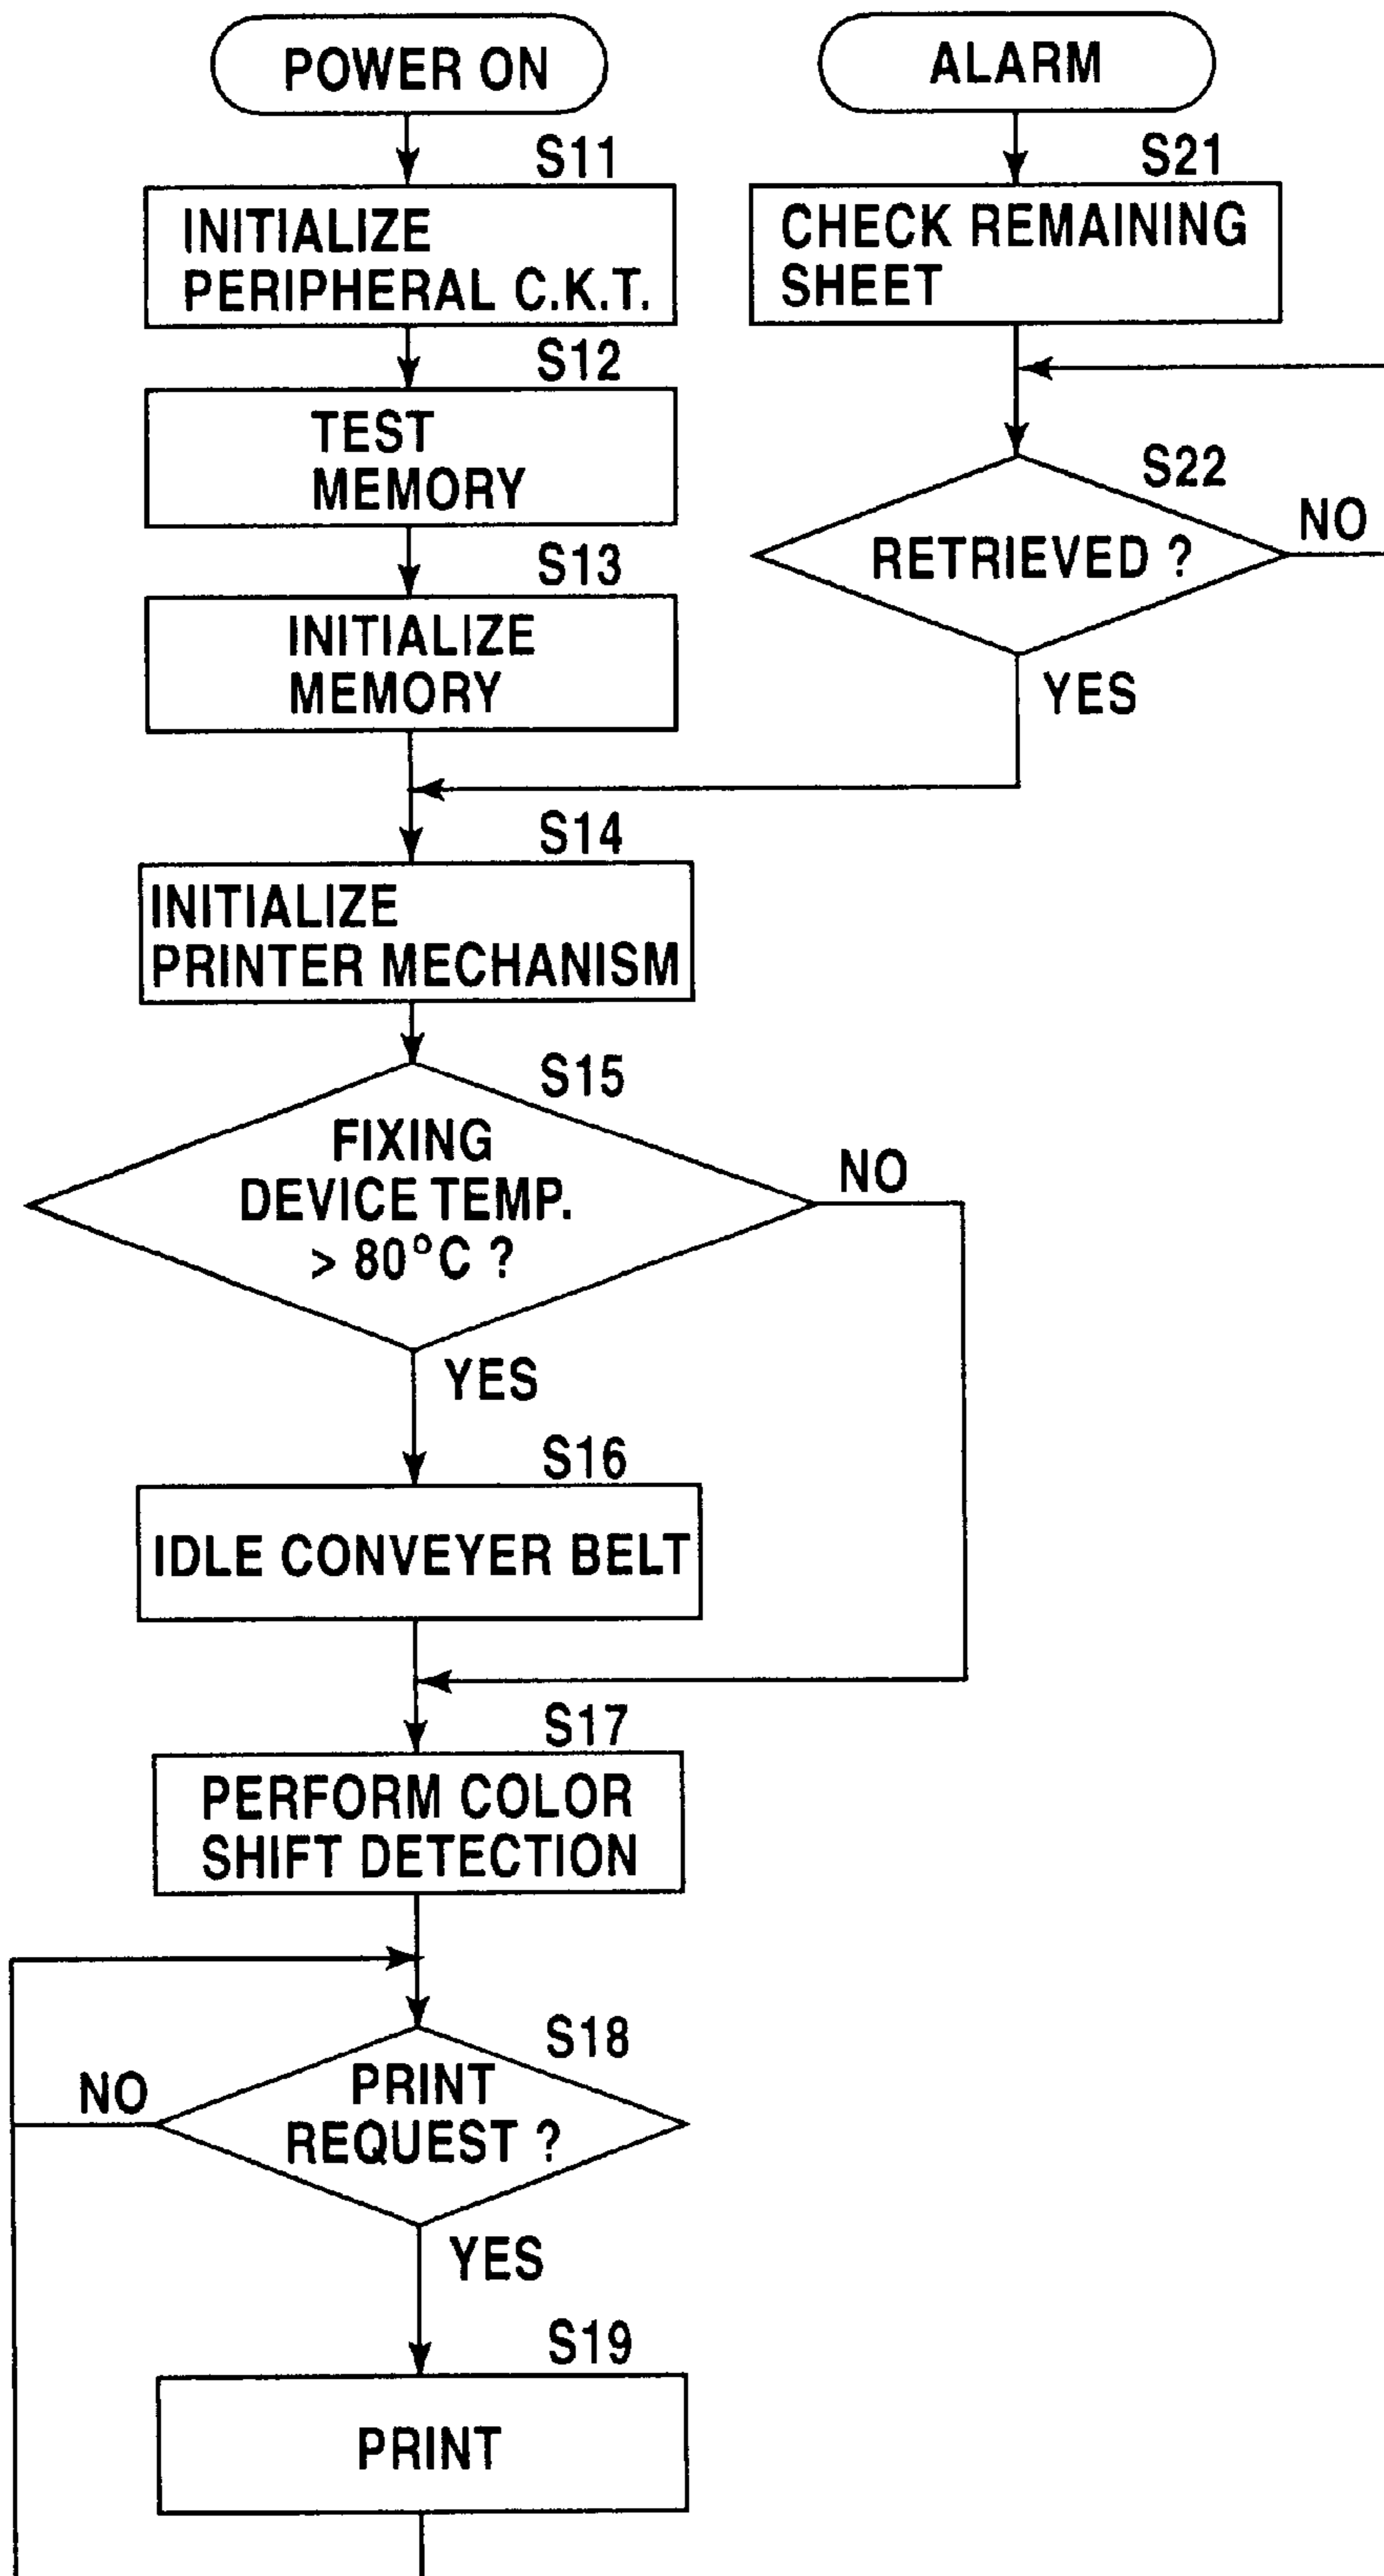 POWER ON
S11
INITIALIZE
PERIPHERAL C.K.T.
S12
TEST
MEMORY
S13
INITIALIZE
MEMORY
ALARM
S21
CHECK REMAINING
SHEET
S22
RETRIEVED ?
NO
YES
S14
INITIALIZE
PRINTER MECHANISM
S15
FIXING
DEVICE TEMP.
> 80°C ?
NO
YES
S16
IDLE CONVEYER BELT
S17
PERFORM COLOR
SHIFT DETECTION
S18
PRINT
REQUEST ?
NO
YES
S19
PRINT